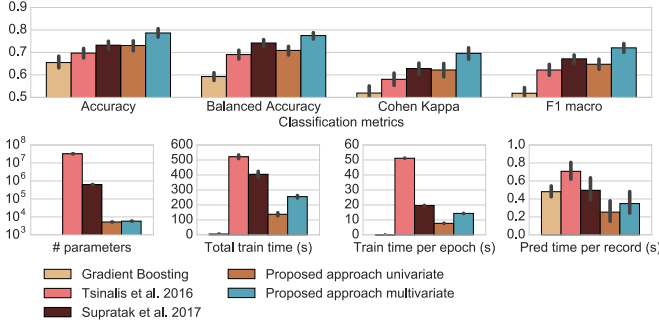 0.9
0.8
0.7
0.6
0.5
Accuracy Balanced Accuracy Cohen Kappa F1 macro
Classification metrics
10^8
10^7
10^6
10^5
10^4
10^3
# parameters
600
500
400
300
200
100
0
Total train time (s)
60
50
40
30
20
10
0
Train time per epoch (s)
1.0
0.8
0.6
0.4
0.2
0.0
Pred time per record (s)
Gradient Boosting
Tsinalis et al. 2016
Supratak et al. 2017
Proposed approach univariate
Proposed approach multivariate